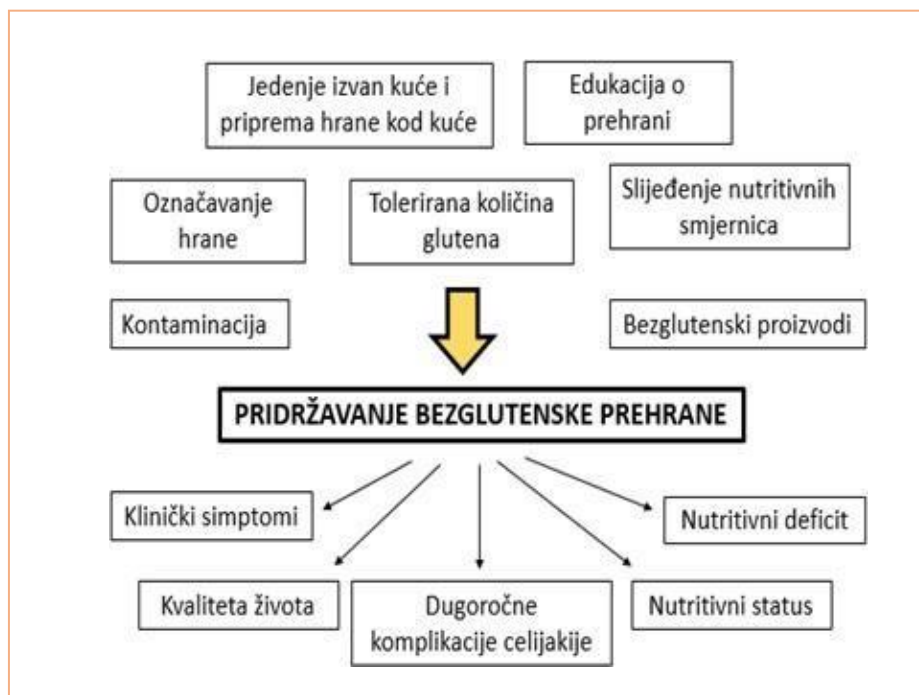 Jedenje izvan kuće i
priprema hrane kod kuće
Edukacija o
prehrani
Označavanje
hrane
Tolerirana količina
glutena
Slijeđenje nutritivnih
smjernica
Kontaminacija
Bezglutenski proizvodi
PRIDRŽAVANJE BEZGLUTENSKE PREHRANE
Klinički simptomi
Nutritivni deficit
Kvaliteta života
Dugoročne
komplikacije celijakije
Nutritivni status